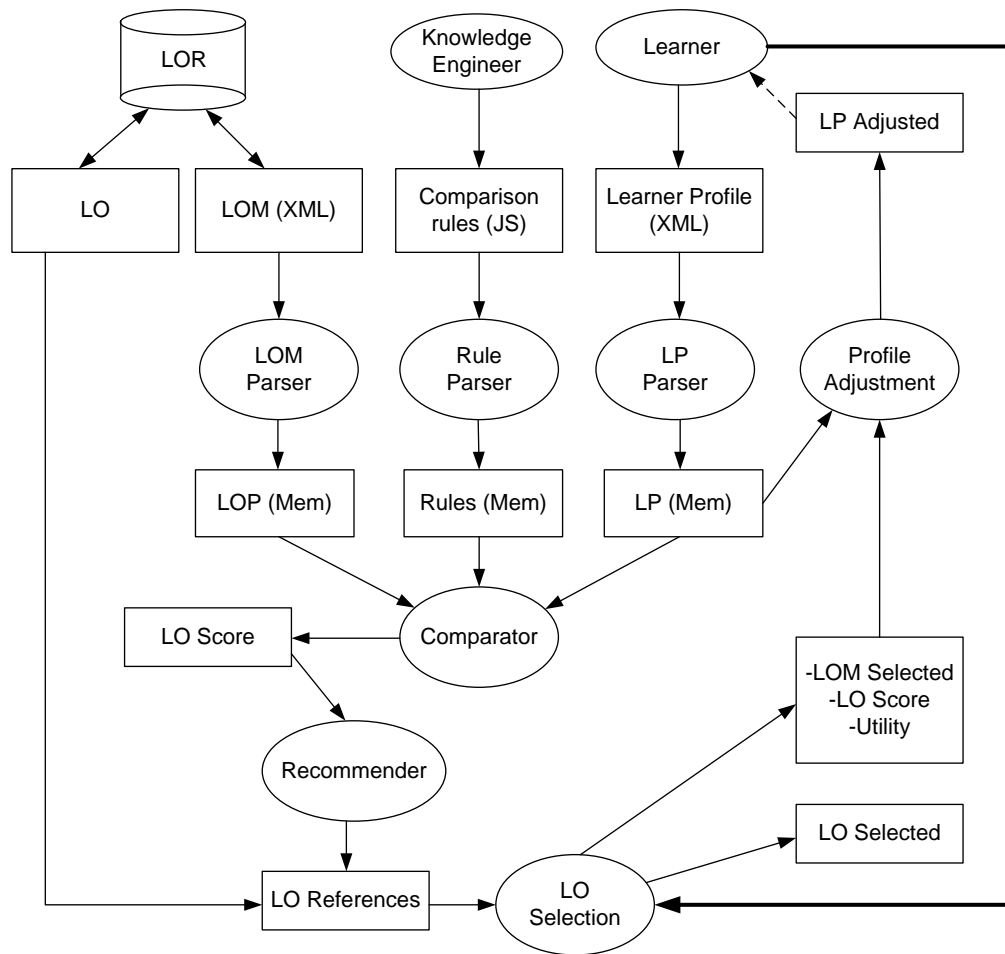 LOR
Knowledge
Engineer
Learner
LP Adjusted
LO
LOM (XML)
Comparison
rules (JS)
Learner Profile
(XML)
LOM
Parser
Rule
Parser
LP
Parser
Profile
Adjustment
LOP (Mem)
Rules (Mem)
LP (Mem)
LO Score
Comparator
-LOM Selected
-LO Score
-Utility
Recommender
LO Selected
LO References
LO
Selection